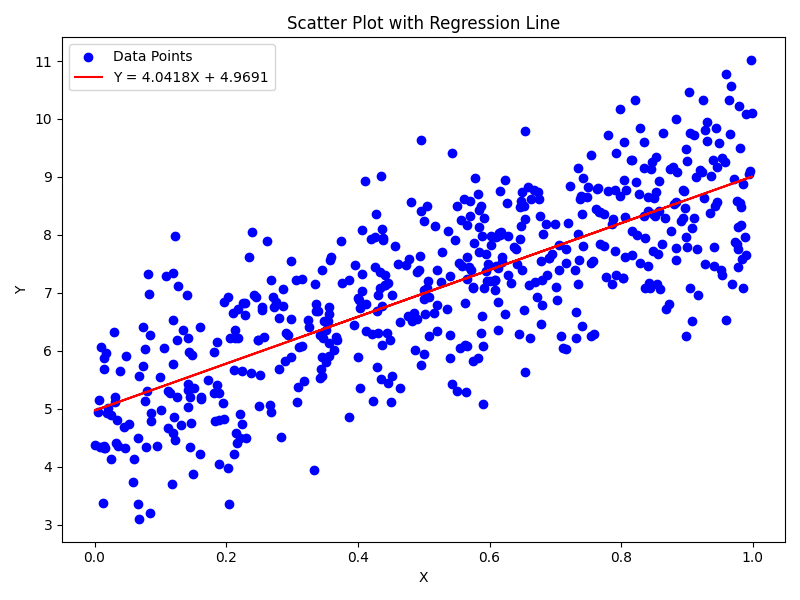 Scatter Plot with Regression Line
Data Points
Y = 4.0418X + 4.9691
11
10
9
8
7
6
5
4
3
Y
0.0 0.2 0.4 0.6 0.8 1.0
X